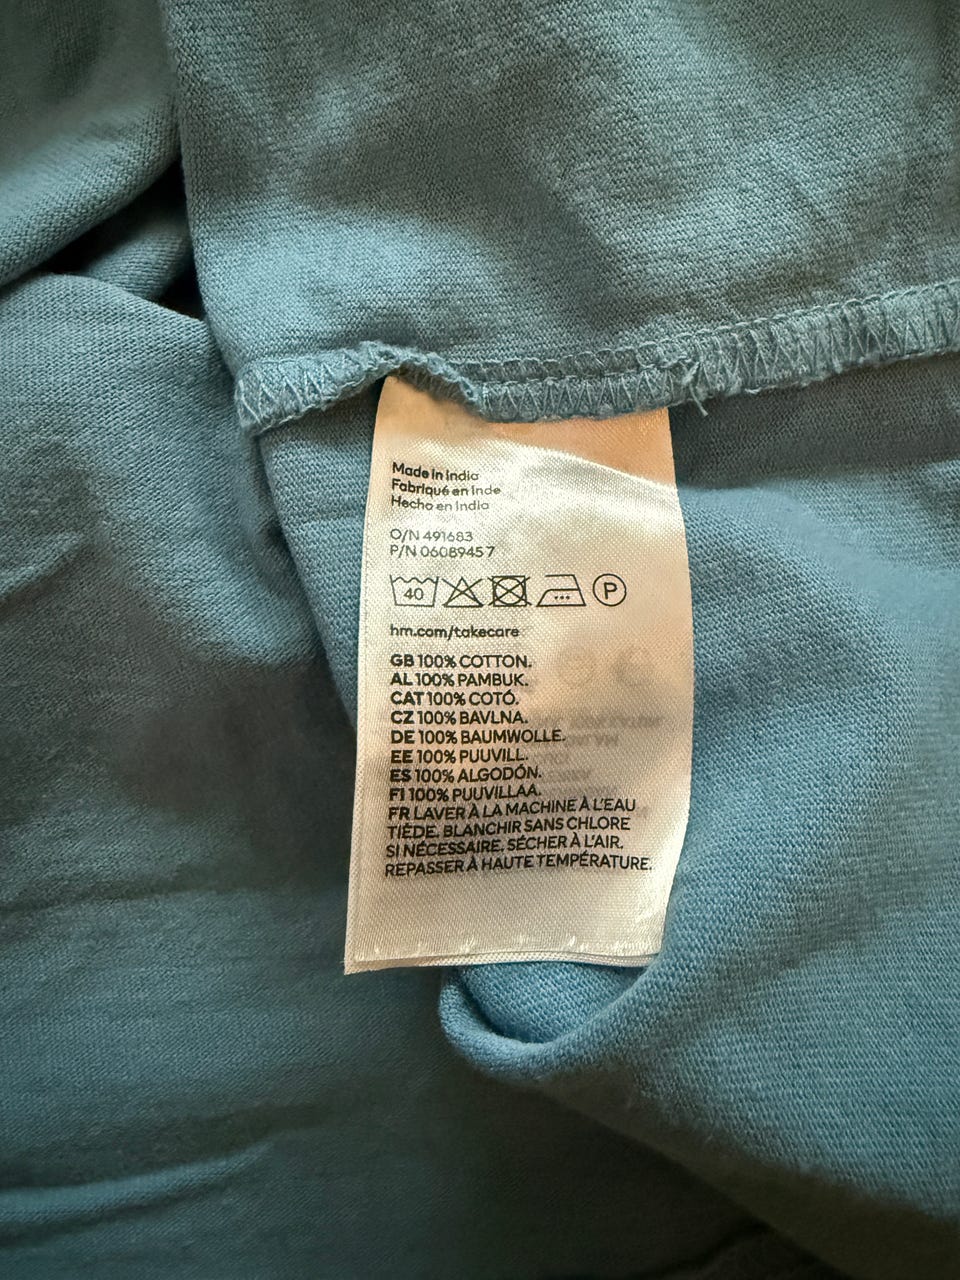 Made in India
Fabriqué en Inde
Hecho en India
O/N 491683
P/N 0608945 7
40 P
hm.com/takecare
GB 100% COTTON.
AL 100% PAMBUK.
CAT 100% COTÓ.
CZ 100% BAVLNA.
DE 100% BAUMWOLLE.
EE 100% PUUVILL.
ES 100% ALGODÓN.
FI 100% PUUVILLAA.
FR LAVER À LA MACHINE À L'EAU
TIÈDE. BLANCHIR SANS CHLORE
SI NÉCESSAIRE. SÉCHER À L'AIR.
REPASSER À HAUTE TEMPÉRATURE.